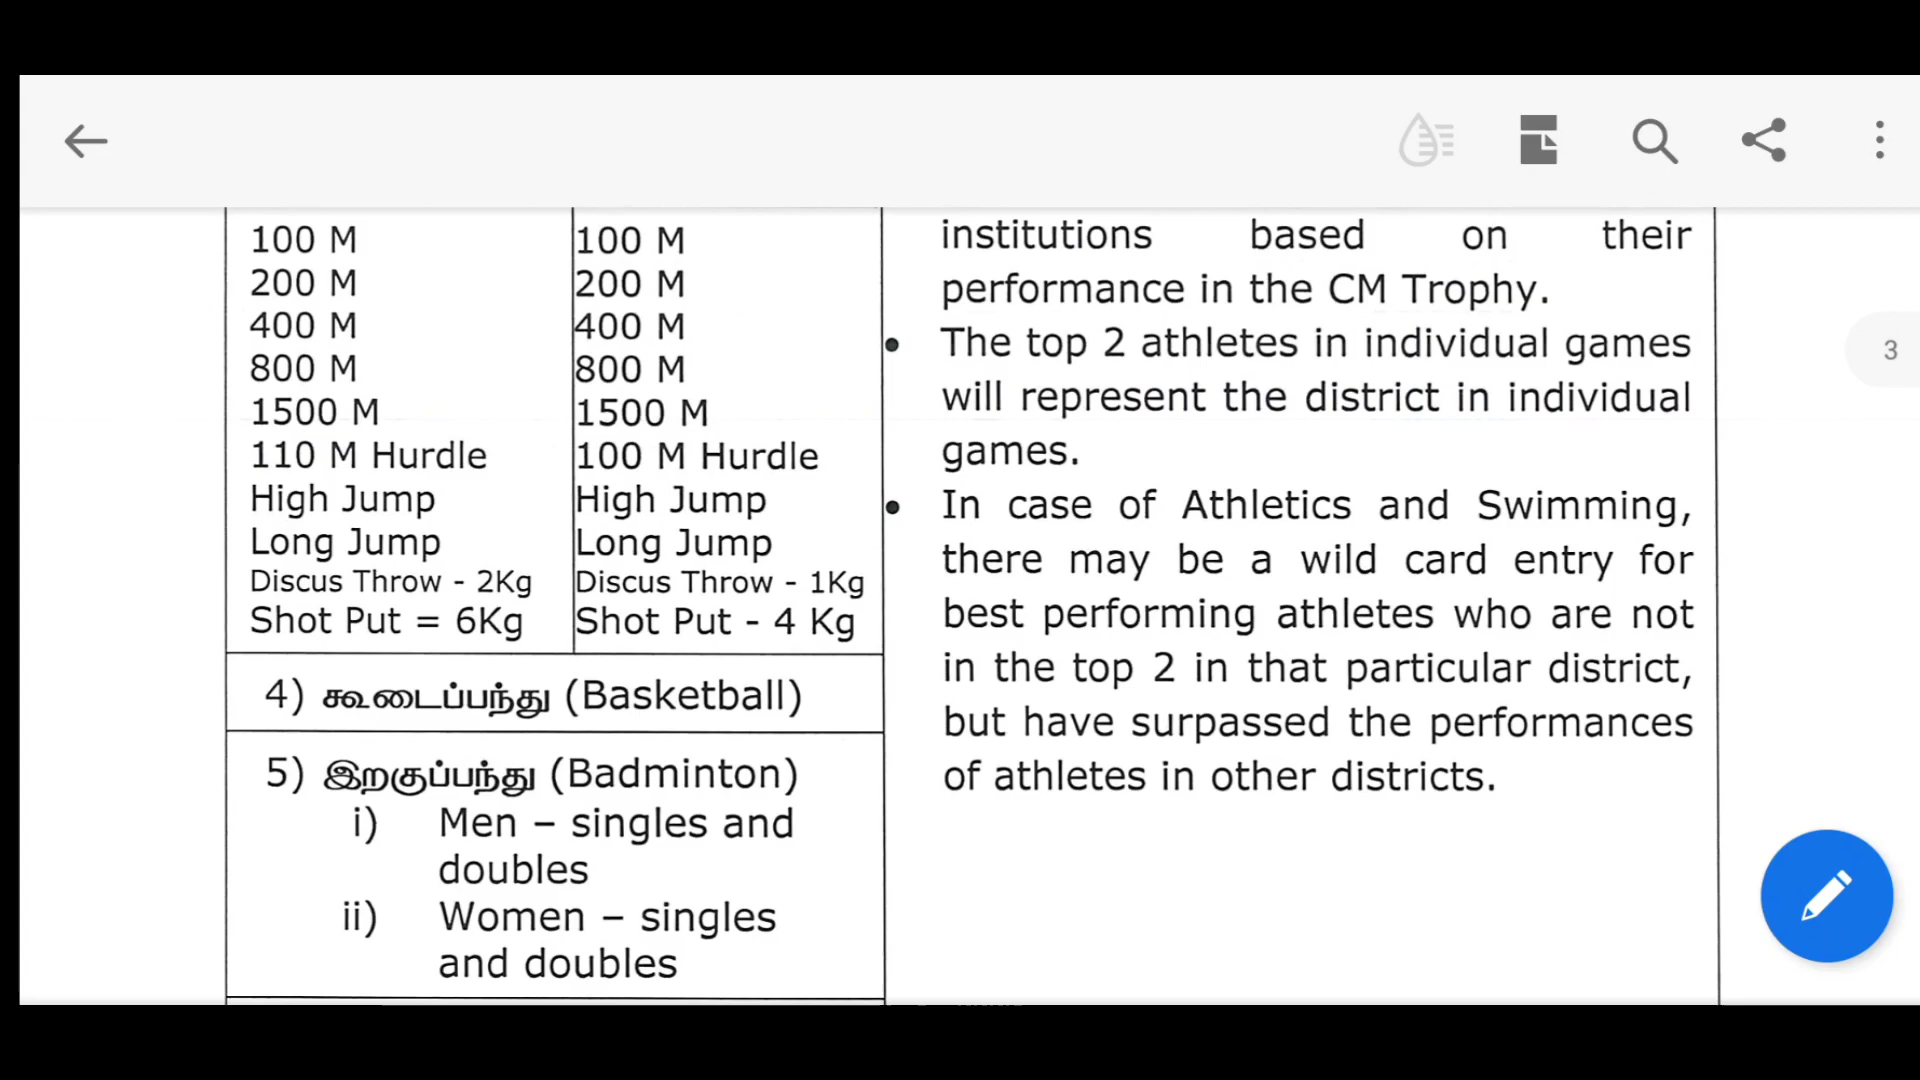 100 M
200 M
400 M
800 M
1500 M
110 M Hurdle
High Jump
Long Jump
Discus Throw - 2Kg
Shot Put = 6Kg
100 M
200 M
400 M
800 M
1500 M
100 M Hurdle
High Jump
Long Jump
Discus Throw - 1Kg
Shot Put - 4 Kg
4) கூடைப்பந்து (Basketball)
5) இறகுப்பந்து (Badminton)
i) Men – singles and
doubles
ii) Women – singles
and doubles
institutions based on their
performance in the CM Trophy.
• The top 2 athletes in individual games
will represent the district in individual
games.
• In case of Athletics and Swimming,
there may be a wild card entry for
best performing athletes who are not
in the top 2 in that particular district,
but have surpassed the performances
of athletes in other districts.
3